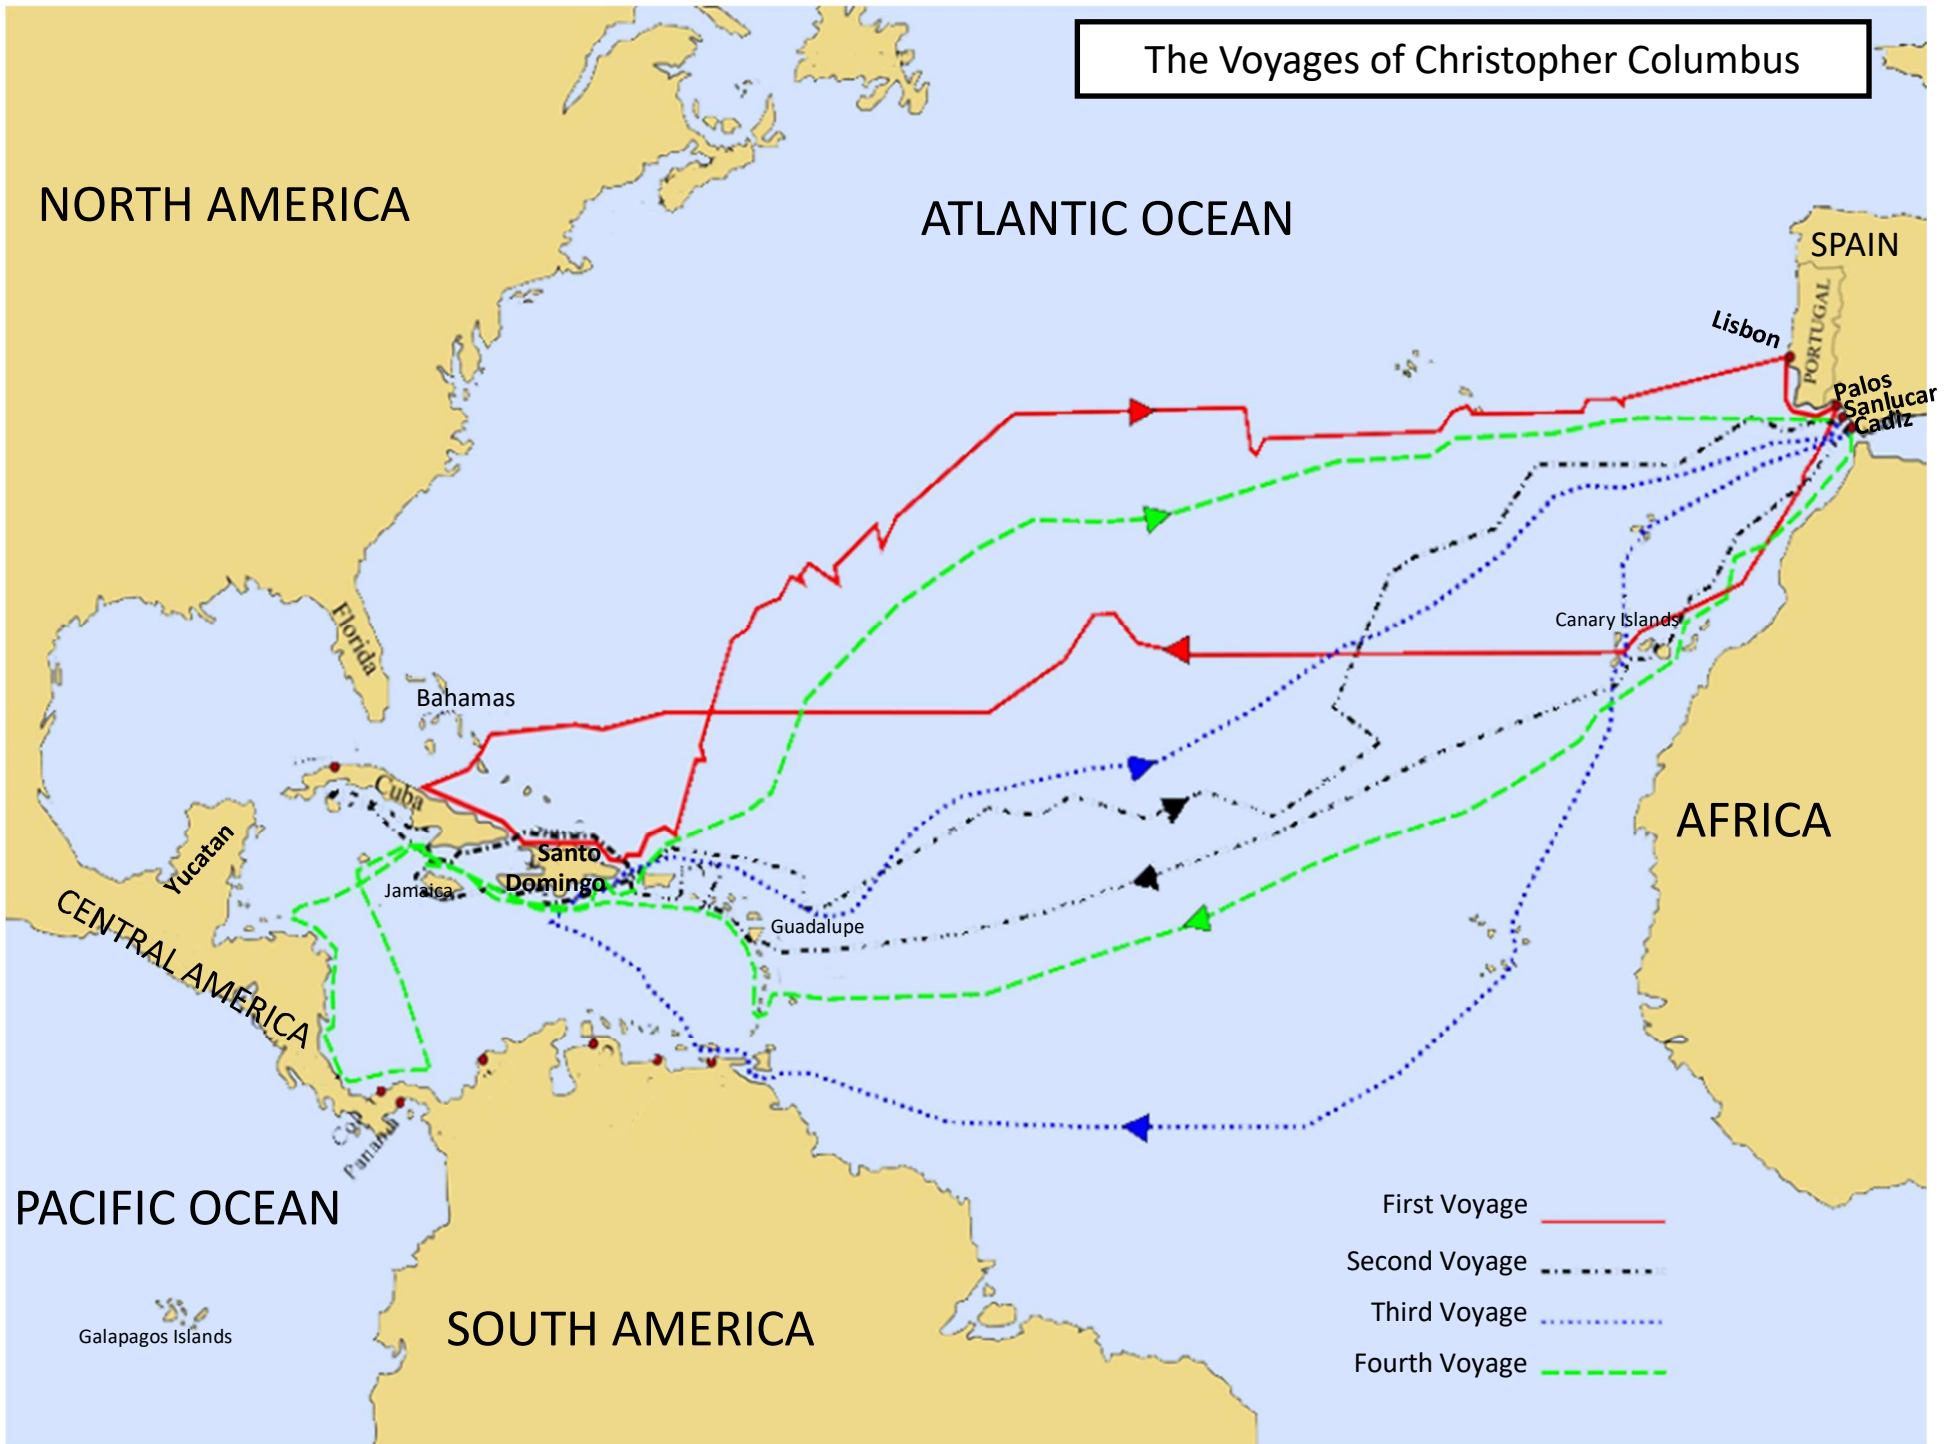 The Voyages of Christopher Columbus
NORTH AMERICA
ATLANTIC OCEAN
SPAIN
PORTUGAL
Lisbon
Palos
Sanlucar
Cadiz
Florida
Canary Islands
Bahamas
Cuba
AFRICA
Yucatan
Santo
Domingo
Jamaica
Guadalupe
CENTRAL AMERICA
Panama
PACIFIC OCEAN
Galapagos Islands
SOUTH AMERICA
First Voyage
Second Voyage
Third Voyage
Fourth Voyage